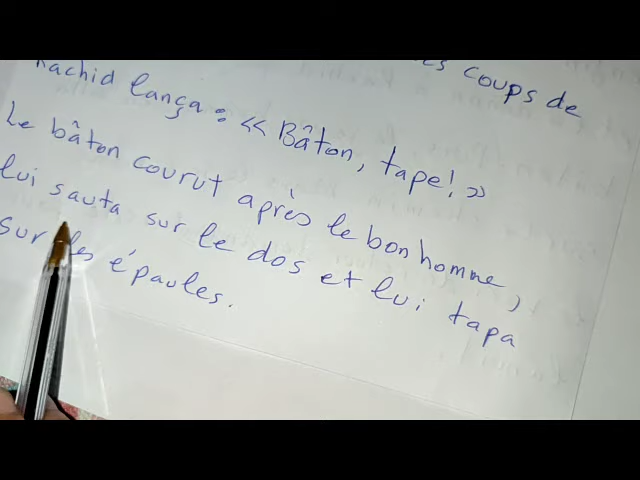 coups de
Rachid lança : « Bâton, tape! »
Le bâton courut après le bonhomme,
lui sauta sur le dos et lui tapa
sur les épaules.